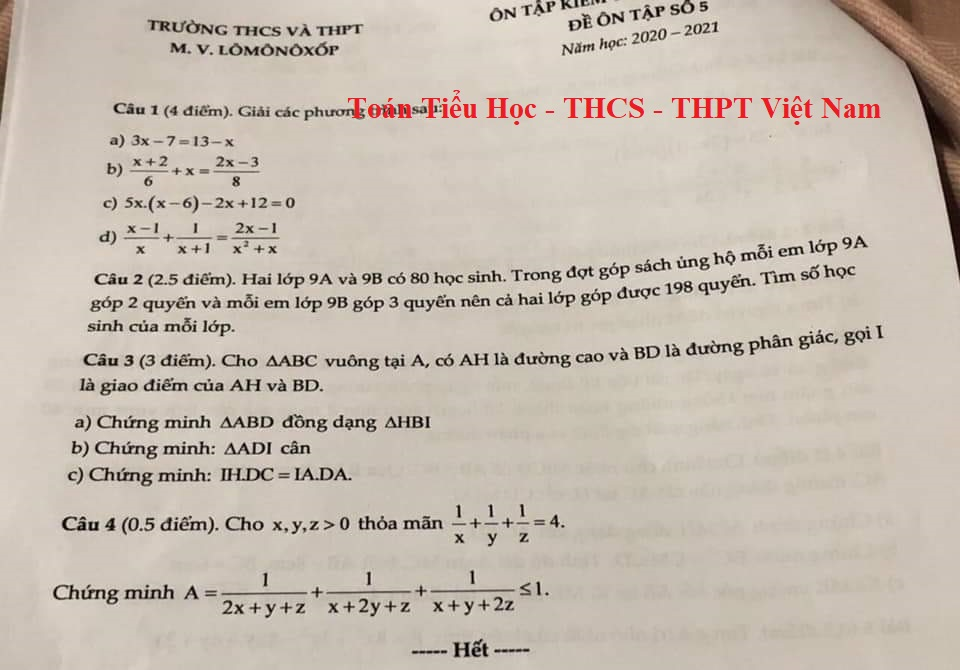 TRƯỜNG THCS VÀ THPT
M. V. LÔMÔNÔXỐP
ÔN TẬP KIỂM
ĐỀ ÔN TẬP SỐ 5
Năm học: 2020 – 2021
Câu 1 (4 điểm). Giải các phương sau:
Toán Tiểu Học - THCS - THPT Việt Nam
a) 3x − 7 = 13 − x
b) (x + 2)/6 + x = (2x − 3)/8
c) 5x.(x − 6) − 2x + 12 = 0
d) (x − 1)/x + 1/(x + 1) = (2x − 1)/(x² + x)
Câu 2 (2.5 điểm). Hai lớp 9A và 9B có 80 học sinh. Trong đợt góp sách ủng hộ mỗi em lớp 9A
góp 2 quyển và mỗi em lớp 9B góp 3 quyển nên cả hai lớp góp được 198 quyển. Tìm số học
sinh của mỗi lớp.
Câu 3 (3 điểm). Cho ΔABC vuông tại A, có AH là đường cao và BD là đường phân giác, gọi I
là giao điểm của AH và BD.
a) Chứng minh ΔABD đồng dạng ΔHBI
b) Chứng minh: ΔADI cân
c) Chứng minh: IH.DC = IA.DA.
Câu 4 (0.5 điểm). Cho x, y, z > 0 thỏa mãn 1/x + 1/y + 1/z = 4.
Chứng minh A = 1/(2x + y + z) + 1/(x + 2y + z) + 1/(x + y + 2z) ≤ 1.
----- Hết -----